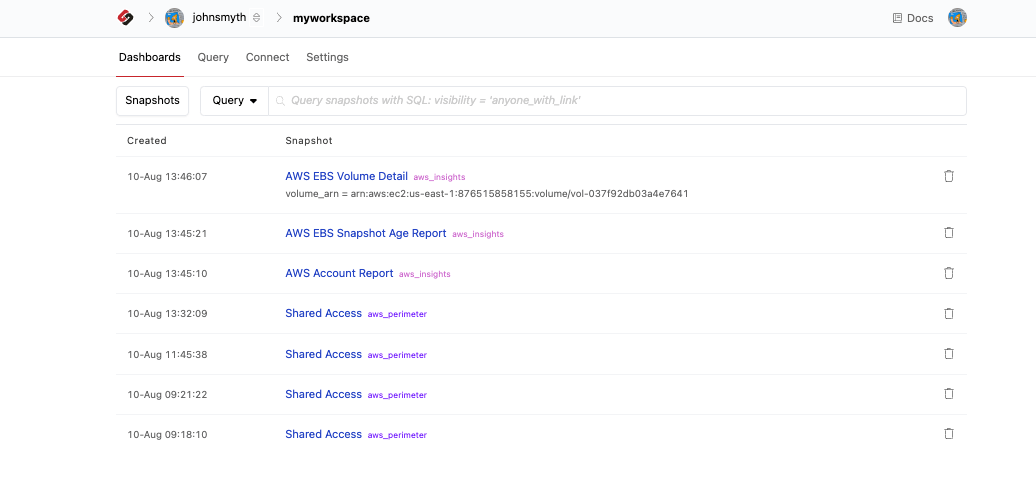 johnsmyth myworkspace Docs
Dashboards Query Connect Settings
Snapshots Query Query snapshots with SQL: visibility = 'anyone_with_link'
Created Snapshot
10-Aug 13:46:07 AWS EBS Volume Detail aws_insights
volume_arn = arn:aws:ec2:us-east-1:876515858155:volume/vol-037f92db03a4e7641
10-Aug 13:45:21 AWS EBS Snapshot Age Report aws_insights
10-Aug 13:45:10 AWS Account Report aws_insights
10-Aug 13:32:09 Shared Access aws_perimeter
10-Aug 11:45:38 Shared Access aws_perimeter
10-Aug 09:21:22 Shared Access aws_perimeter
10-Aug 09:18:10 Shared Access aws_perimeter